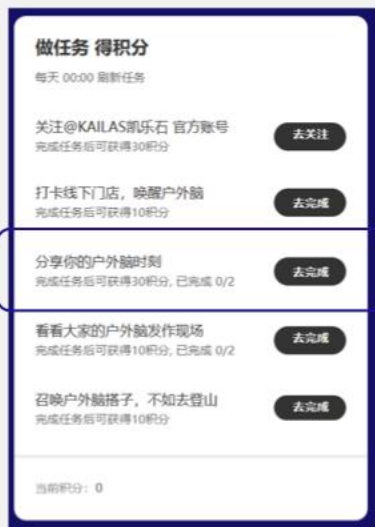 做任务 得积分
每天 00:00 刷新任务
关注@KAILAS凯乐石 官方账号
完成任务后可获得30积分
去关注
打卡线下门店，唤醒户外脑
完成任务后可获得10积分
去完成
分享你的户外脑时刻
完成任务后可获得30积分, 已完成 0/2
去完成
看看大家的户外脑发作现场
完成任务后可获得10积分, 已完成 0/2
去完成
召唤户外脑搭子，不如去登山
完成任务后可获得10积分
去完成
当前积分：0